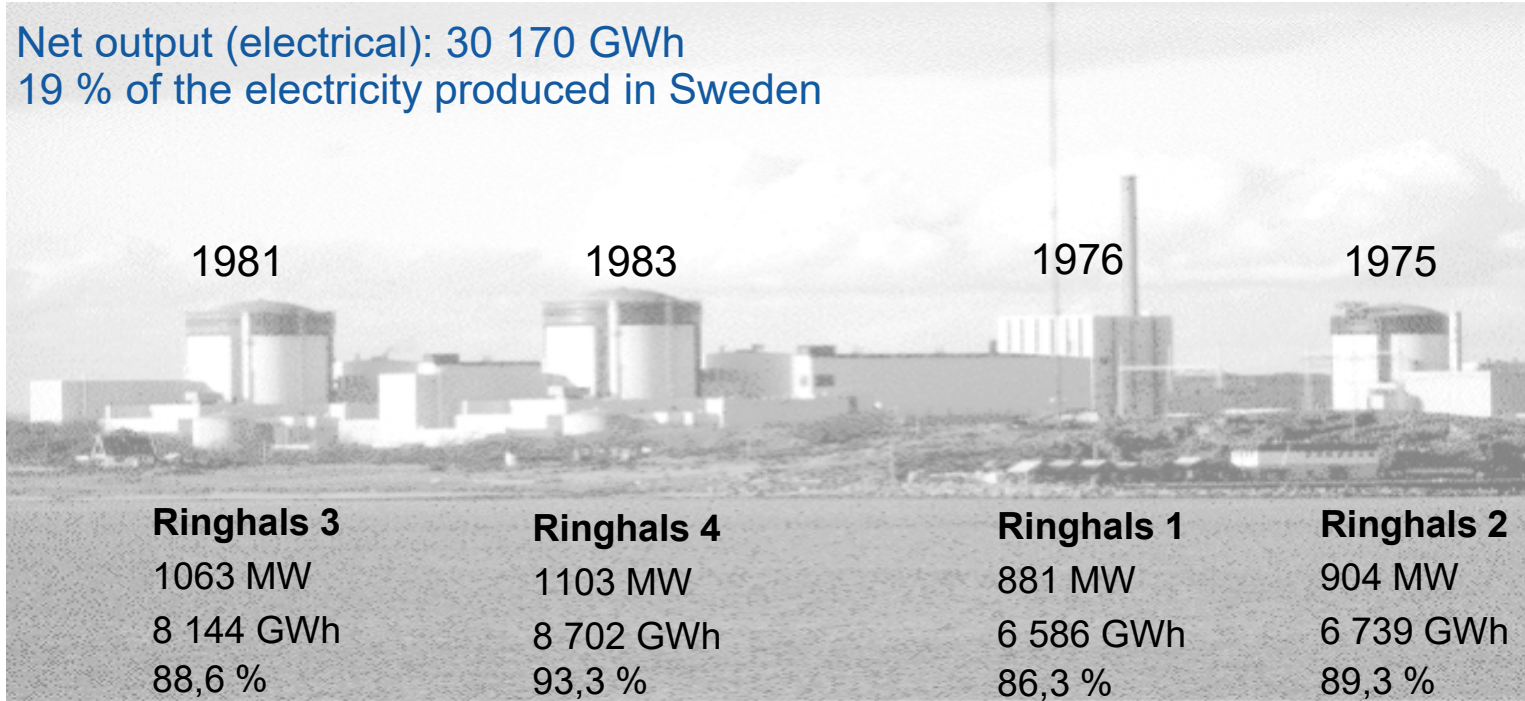 Net output (electrical): 30 170 GWh
19 % of the electricity produced in Sweden
1981
1983
1976
1975
Ringhals 3
1063 MW
8 144 GWh
88,6 %
Ringhals 4
1103 MW
8 702 GWh
93,3 %
Ringhals 1
881 MW
6 586 GWh
86,3 %
Ringhals 2
904 MW
6 739 GWh
89,3 %